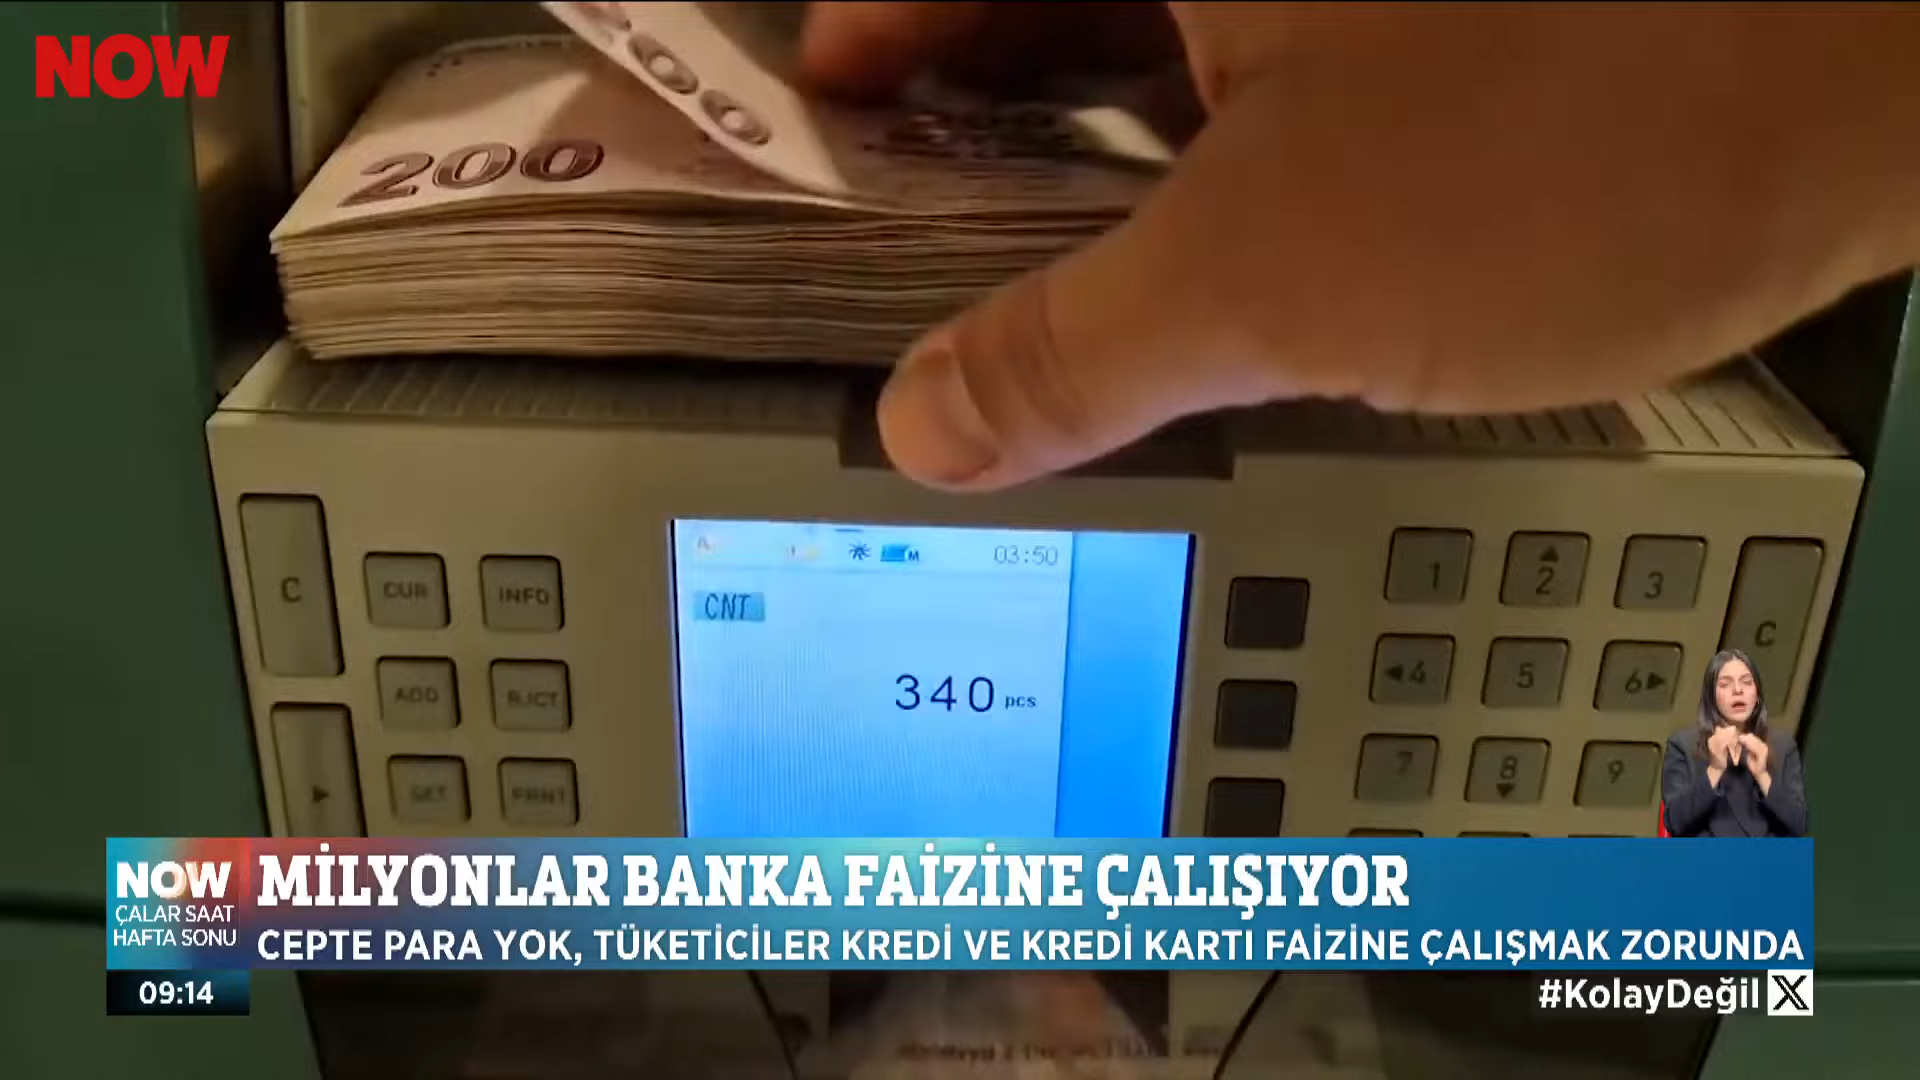 NOW
200
03:50
CNT
340 pcs
C
CUR
INFO
ADD
RJCT
PRNT
1
2
3
C
4
5
6
7
8
9
NOW
ÇALAR SAAT
HAFTA SONU
MİLYONLAR BANKA FAİZİNE ÇALIŞIYOR
CEPTE PARA YOK, TÜKETİCİLER KREDİ VE KREDİ KARTI FAİZİNE ÇALIŞMAK ZORUNDA
09:14
#KolayDeğil X